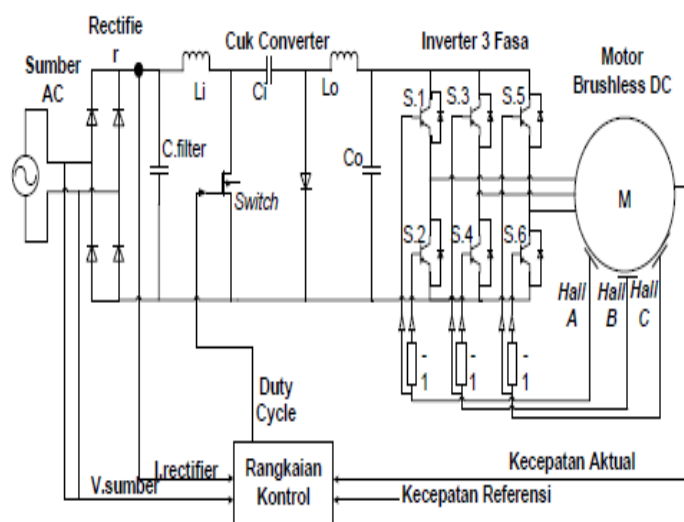 Rectifie
r
Cuk Converter
Inverter 3 Fasa
Motor
Brushless DC
Sumber
AC
Li
Ci
Lo
S.1
S.3
S.5
C.filter
Switch
Co
M
S.2
S.4
S.6
Hall
A
Hall
B
Hall
C
-
1
-
1
-
1
Duty
Cycle
I.rectifier
V.sumber
Rangkaian
Kontrol
Kecepatan Aktual
Kecepatan Referensi